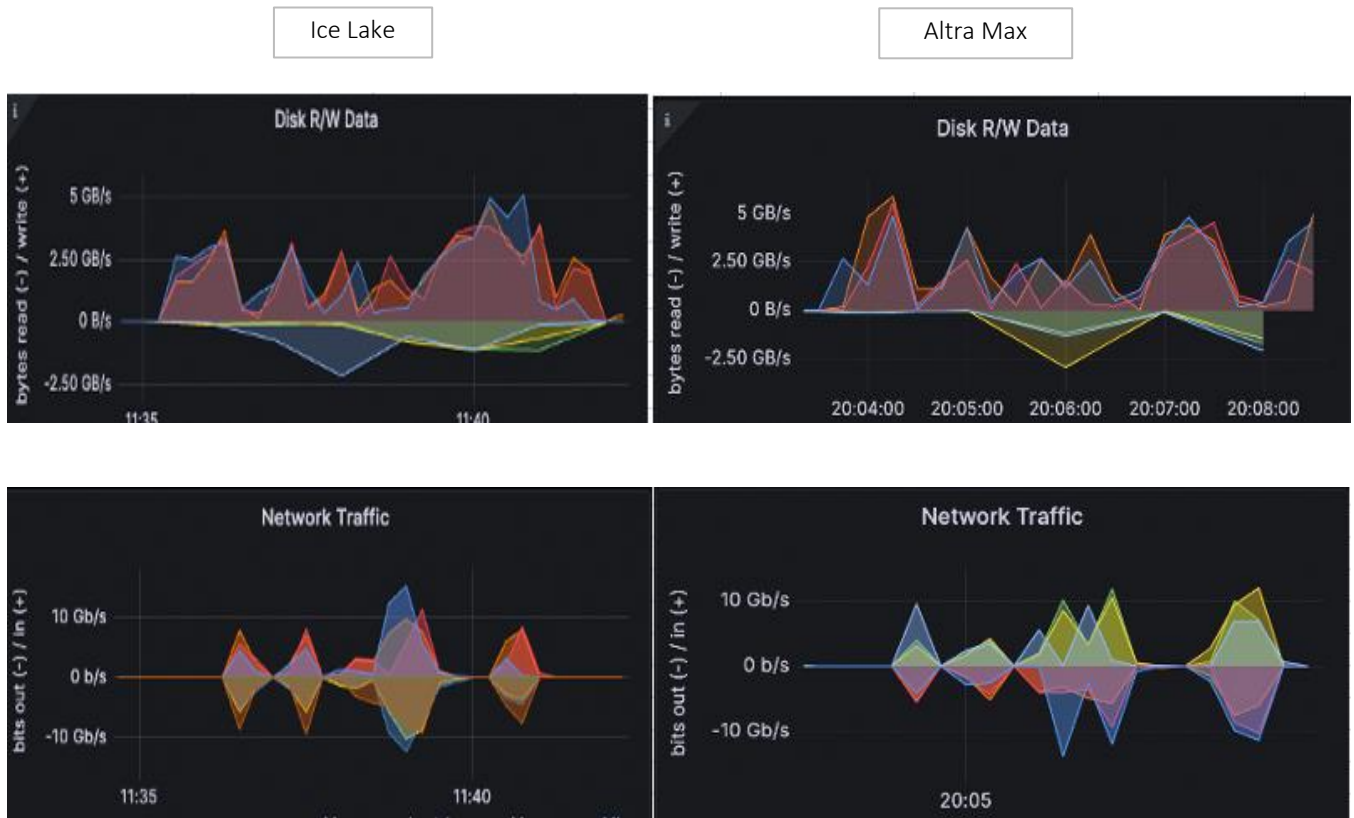 Ice Lake
Altra Max
i
Disk R/W Data
bytes read (-) / write (+)
5 GB/s
2.50 GB/s
0 B/s
-2.50 GB/s
11:35
11:40
i
Disk R/W Data
bytes read (-) / write (+)
5 GB/s
2.50 GB/s
0 B/s
-2.50 GB/s
20:04:00 20:05:00 20:06:00 20:07:00 20:08:00
Network Traffic
bits out (-) / in (+)
10 Gb/s
0 b/s
-10 Gb/s
11:35
11:40
Network Traffic
bits out (-) / in (+)
10 Gb/s
0 b/s
-10 Gb/s
20:05